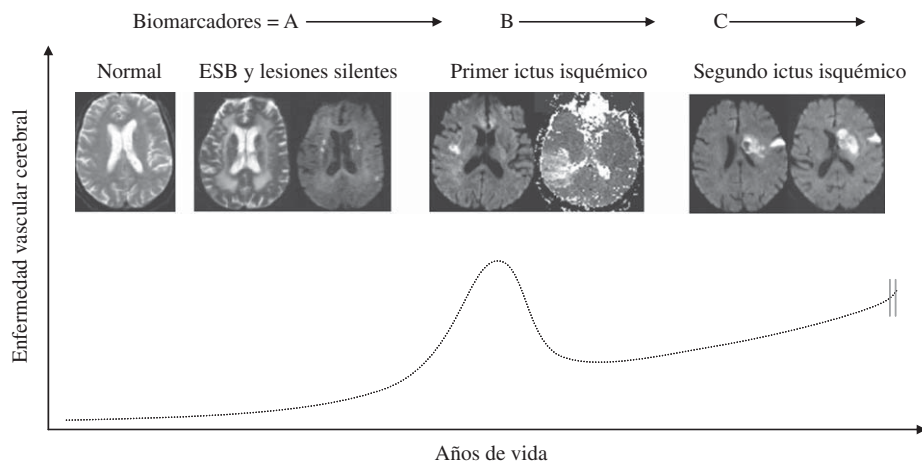 Biomarcadores = A B C
Normal ESB y lesiones silentes Primer ictus isquémico Segundo ictus isquémico
Enfermedad vascular cerebral
Años de vida